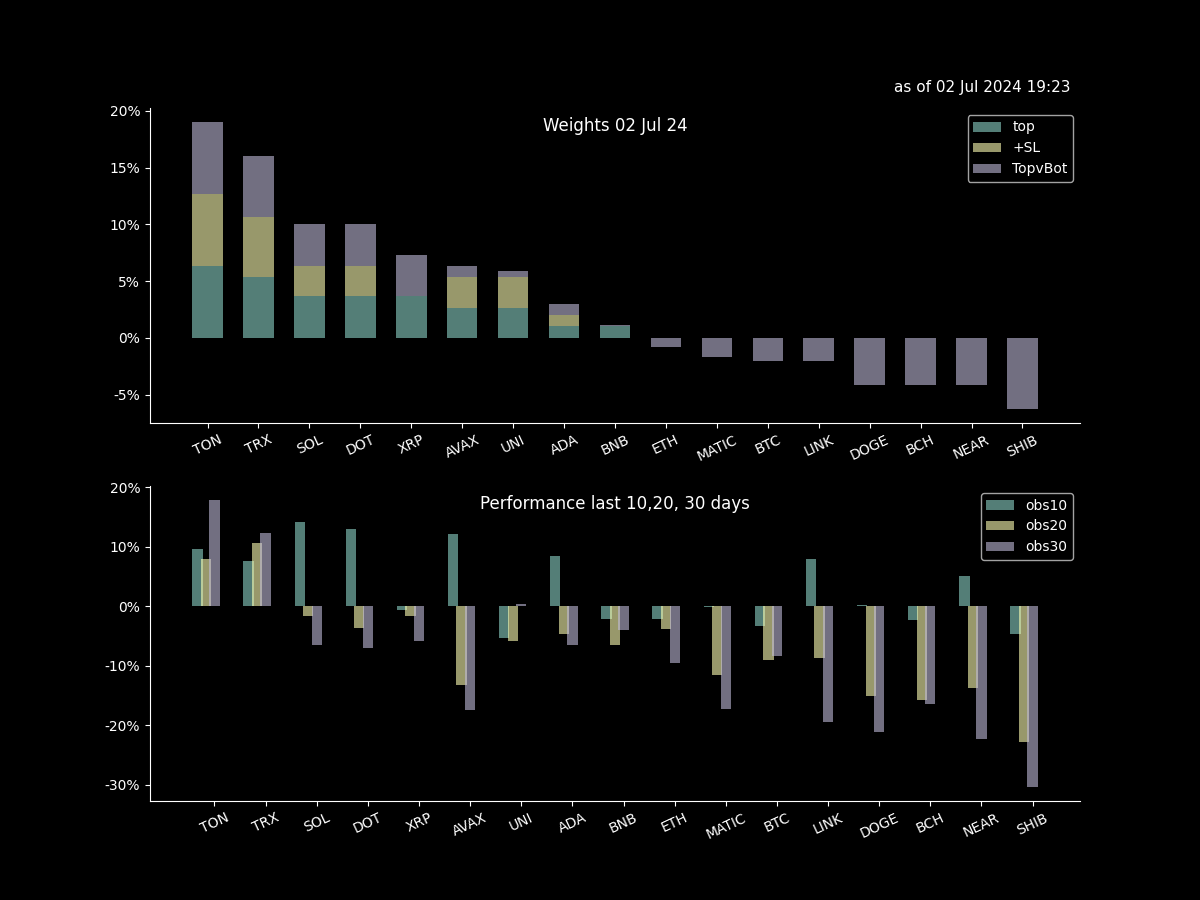 as of 02 Jul 2024 19:23
Weights 02 Jul 24
top
+SL
TopvBot
20%
15%
10%
5%
0%
-5%
TON TRX SOL DOT XRP AVAX UNI ADA BNB ETH MATIC BTC LINK DOGE BCH NEAR SHIB
Performance last 10,20, 30 days
obs10
obs20
obs30
20%
10%
0%
-10%
-20%
-30%
TON TRX SOL DOT XRP AVAX UNI ADA BNB ETH MATIC BTC LINK DOGE BCH NEAR SHIB